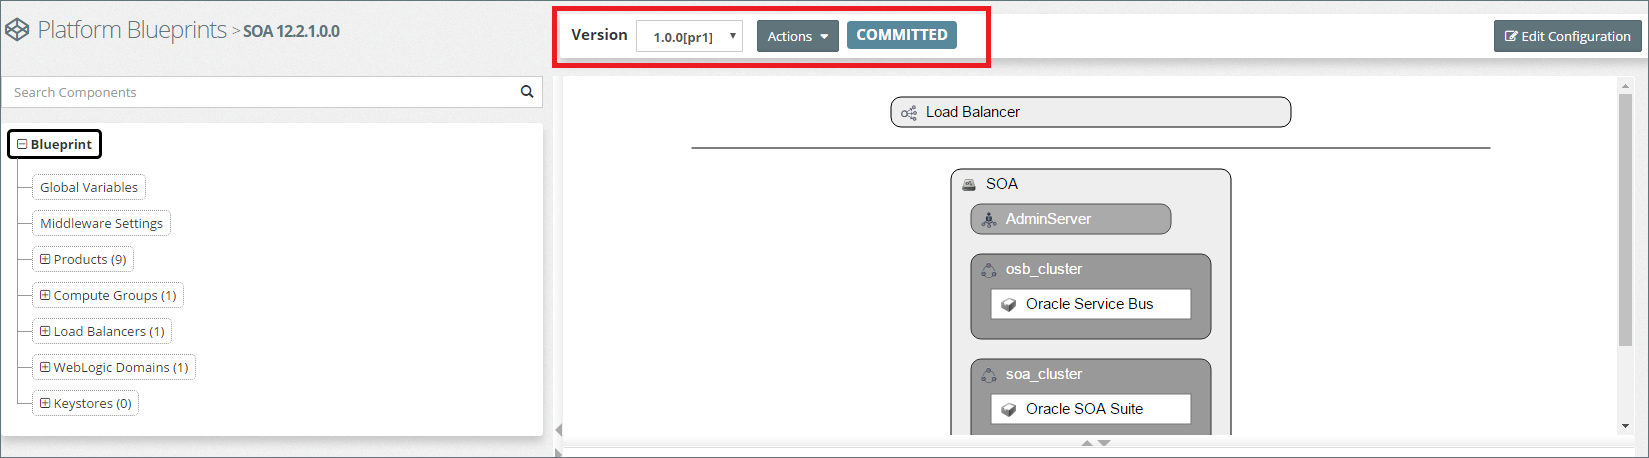 Platform Blueprints > SOA 12.2.1.0.0
Version 1.0.0[pr1] Actions COMMITTED Edit Configuration
Search Components
Blueprint
Global Variables
Middleware Settings
Products (9)
Compute Groups (1)
Load Balancers (1)
WebLogic Domains (1)
Keystores (0)
Load Balancer
SOA
AdminServer
osb_cluster
Oracle Service Bus
soa_cluster
Oracle SOA Suite